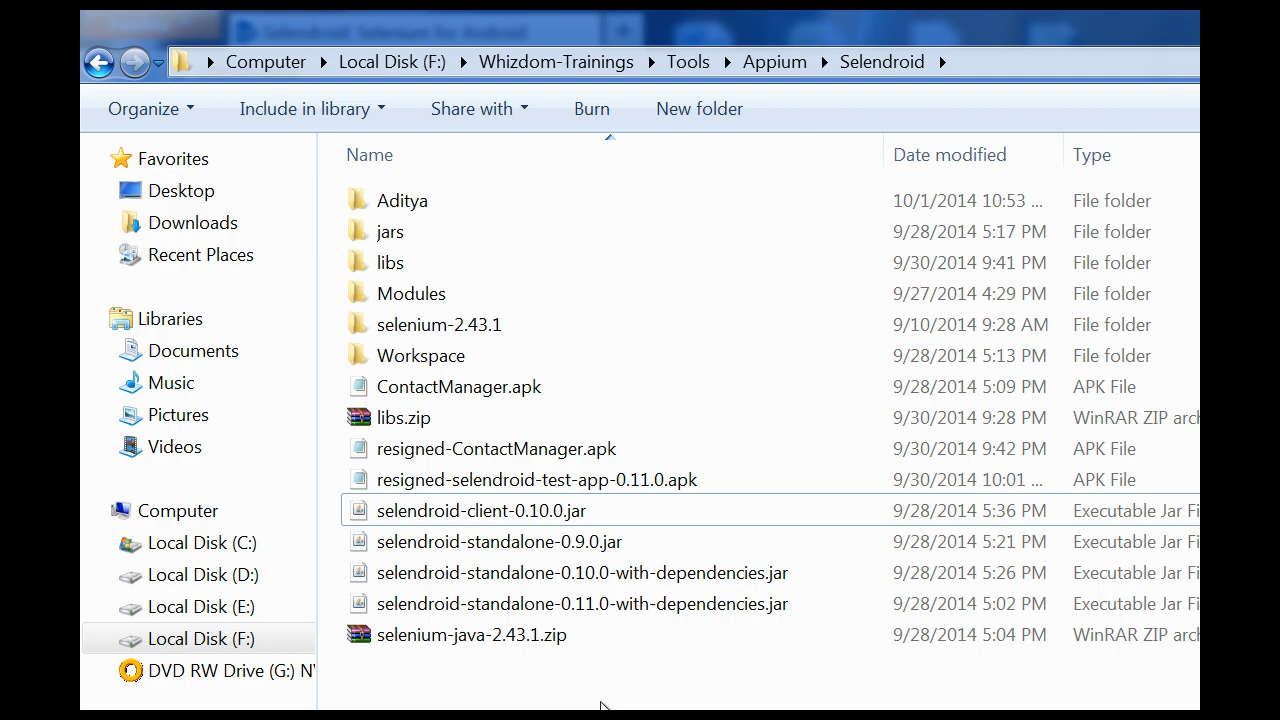 Selendroid: Selenium for Android
Computer Local Disk (F:) Whizdom-Trainings Tools Appium Selendroid
Organize Include in library Share with Burn New folder
Name Date modified Type
Favorites
Desktop
Downloads
Recent Places
Libraries
Documents
Music
Pictures
Videos
Computer
Local Disk (C:)
Local Disk (D:)
Local Disk (E:)
Local Disk (F:)
DVD RW Drive (G:) N
Aditya 10/1/2014 10:53 ... File folder
jars 9/28/2014 5:17 PM File folder
libs 9/30/2014 9:41 PM File folder
Modules 9/27/2014 4:29 PM File folder
selenium-2.43.1 9/10/2014 9:28 AM File folder
Workspace 9/28/2014 5:13 PM File folder
ContactManager.apk 9/28/2014 5:09 PM APK File
libs.zip 9/30/2014 9:28 PM WinRAR ZIP arc
resigned-ContactManager.apk 9/30/2014 9:42 PM APK File
resigned-selendroid-test-app-0.11.0.apk 9/30/2014 10:01 ... APK File
selendroid-client-0.10.0.jar 9/28/2014 5:36 PM Executable Jar Fi
selendroid-standalone-0.9.0.jar 9/28/2014 5:21 PM Executable Jar Fi
selendroid-standalone-0.10.0-with-dependencies.jar 9/28/2014 5:26 PM Executable Jar Fi
selendroid-standalone-0.11.0-with-dependencies.jar 9/28/2014 5:02 PM Executable Jar Fi
selenium-java-2.43.1.zip 9/28/2014 5:04 PM WinRAR ZIP arc